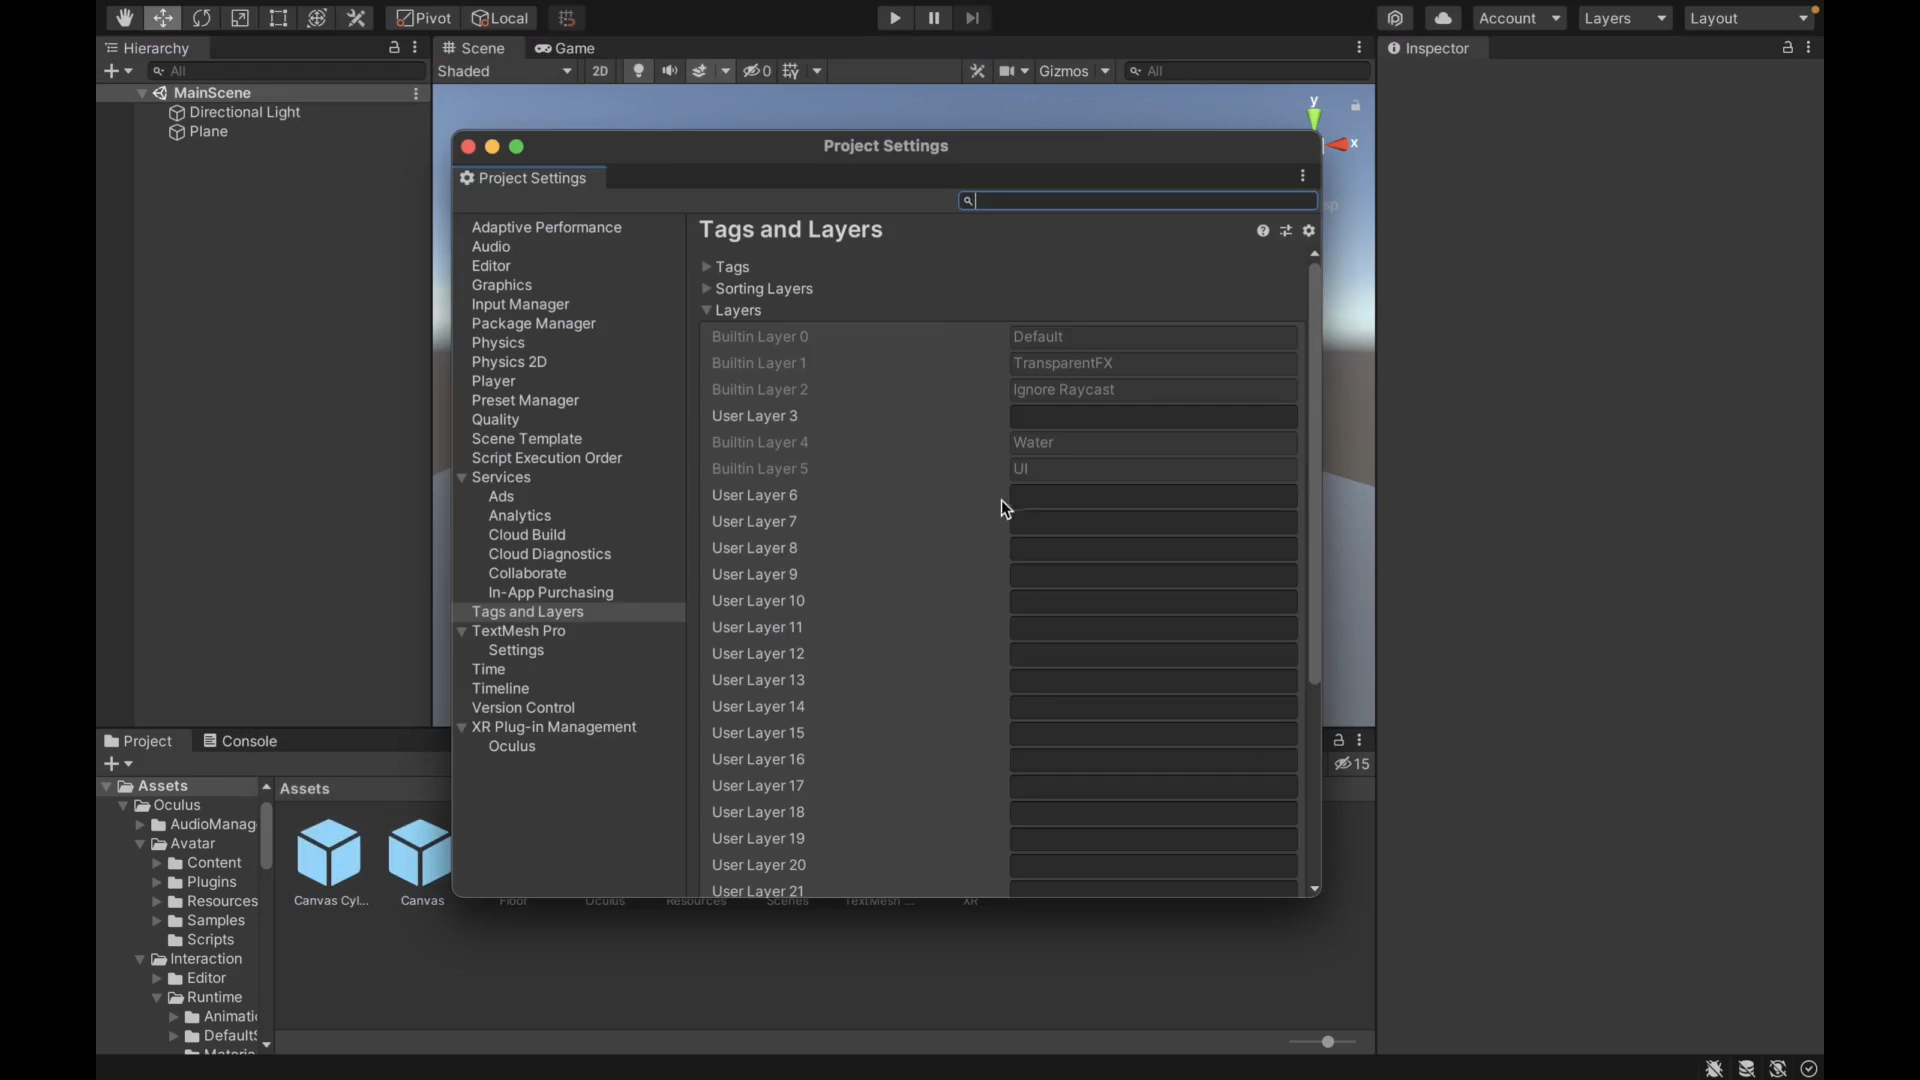 Pivot Local Account Layers Layout
Hierarchy Scene Game Inspector
All Shaded 2D 0 Gizmos All
MainScene
Directional Light
Plane
y
x
Project Settings
Project Settings
Tags and Layers
Adaptive Performance
Audio
Editor
Graphics
Input Manager
Package Manager
Physics
Physics 2D
Player
Preset Manager
Quality
Scene Template
Script Execution Order
Services
Ads
Analytics
Cloud Build
Cloud Diagnostics
Collaborate
In-App Purchasing
Tags and Layers
TextMesh Pro
Settings
Time
Timeline
Version Control
XR Plug-in Management
Oculus
Tags
Sorting Layers
Layers
Builtin Layer 0 Default
Builtin Layer 1 TransparentFX
Builtin Layer 2 Ignore Raycast
User Layer 3
Builtin Layer 4 Water
Builtin Layer 5 UI
User Layer 6
User Layer 7
User Layer 8
User Layer 9
User Layer 10
User Layer 11
User Layer 12
User Layer 13
User Layer 14
User Layer 15
User Layer 16
User Layer 17
User Layer 18
User Layer 19
User Layer 20
User Layer 21
Project Console
15
Assets
Oculus
AudioManag
Avatar
Content
Plugins
Resources
Samples
Scripts
Interaction
Editor
Runtime
Animati
Default
Assets
Canvas Cyl... Canvas Floor Oculus Resources Scenes TextMesh ... XR